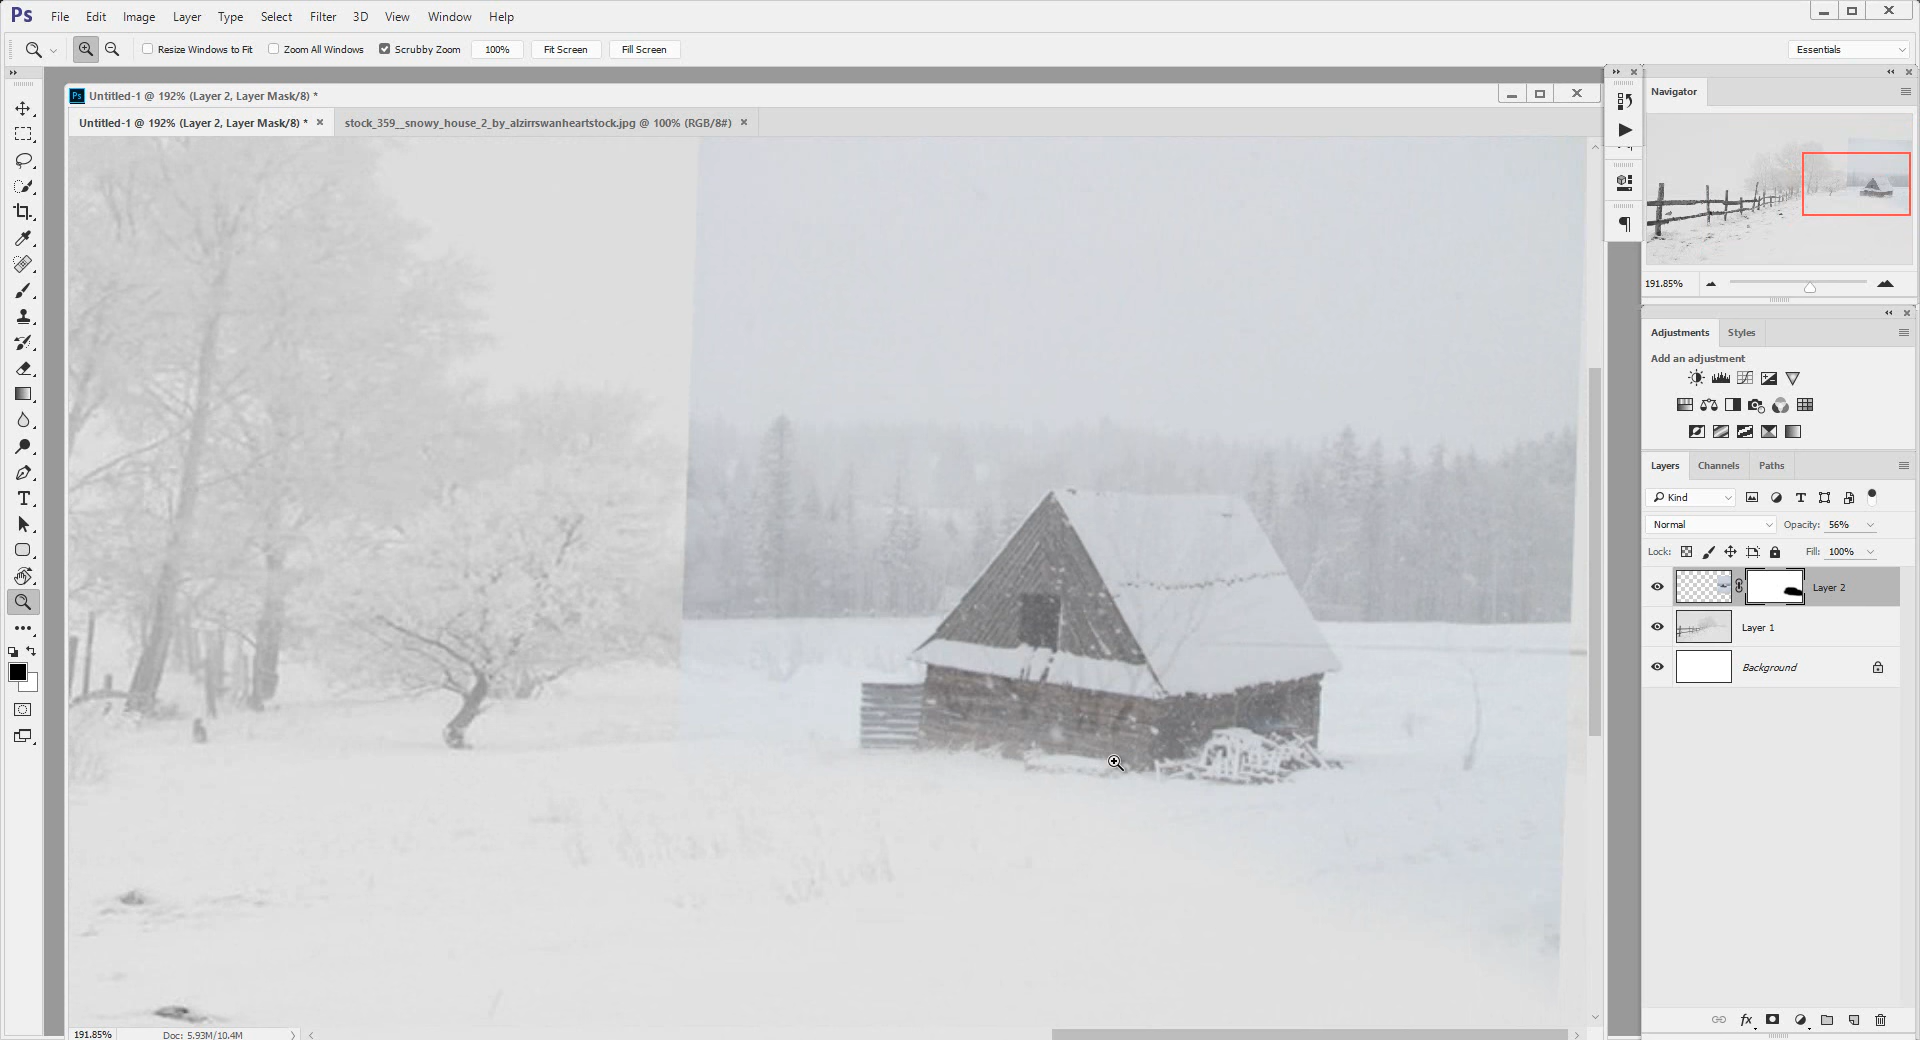 Ps File Edit Image Layer Type Select Filter 3D View Window Help
Resize Windows to Fit Zoom All Windows Scrubby Zoom 100% Fit Screen Fill Screen Essentials
Ps Untitled-1 @ 192% (Layer 2, Layer Mask/8) *
Untitled-1 @ 192% (Layer 2, Layer Mask/8) * × stock_359__snowy_house_2_by_alzirrswanheartstock.jpg @ 100% (RGB/8#) ×
Navigator
191.85%
Adjustments Styles
Add an adjustment
Layers Channels Paths
Kind
Normal Opacity: 56%
Lock: Fill: 100%
Layer 2
Layer 1
Background
fx
191.85% Doc: 5.93M/10.4M